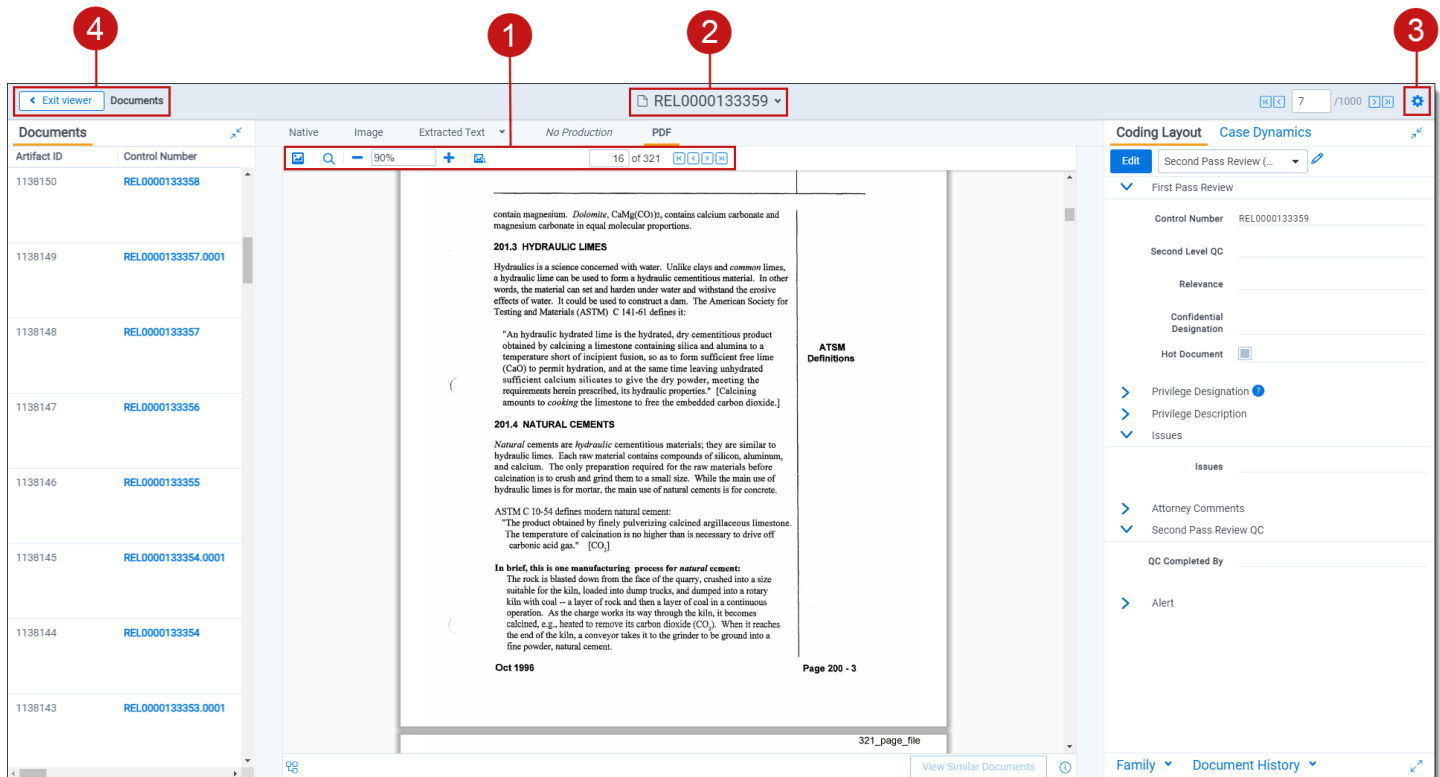 4
1
2
3
Exit viewer Documents
REL0000133359
7 /1000
Documents
Artifact ID Control Number
1138150 REL0000133358
1138149 REL0000133357.0001
1138148 REL0000133357
1138147 REL0000133356
1138146 REL0000133355
1138145 REL0000133354.0001
1138144 REL0000133354
1138143 REL0000133353.0001
Native Image Extracted Text No Production PDF
90% 16 of 321
contain magnesium. Dolomite, CaMg(CO3)2, contains calcium carbonate and
magnesium carbonate in equal molecular proportions.
201.3 HYDRAULIC LIMES
Hydraulics is a science concerned with water. Unlike clays and common limes,
a hydraulic lime can be used to form a hydraulic cementitious material. In other
words, the material can set and harden under water and withstand the erosive
effects of water. It could be used to construct a dam. The American Society for
Testing and Materials (ASTM) C 141-61 defines it:
"An hydraulic hydrated lime is the hydrated, dry cementitious product
obtained by calcining a limestone containing silica and alumina to a
temperature short of incipient fusion, so as to form sufficient free lime
(CaO) to permit hydration, and at the same time leaving unhydrated
sufficient calcium silicates to give the dry powder, meeting the
requirements herein prescribed, its hydraulic properties." [Calcining
amounts to cooking the limestone to free the embedded carbon dioxide.]
ATSM
Definitions
201.4 NATURAL CEMENTS
Natural cements are hydraulic cementitious materials; they are similar to
hydraulic limes. Each raw material contains compounds of silicon, aluminum,
and calcium. The only preparation required for the raw materials before
calcination is to crush and grind them to a small size. While the main use of
hydraulic limes is for mortar, the main use of natural cements is for concrete.
ASTM C 10-54 defines modern natural cement:
"The product obtained by finely pulverizing calcined argillaceous limestone.
The temperature of calcination is no higher than is necessary to drive off
carbonic acid gas." [CO2]
In brief, this is one manufacturing process for natural cement:
The rock is blasted down from the face of the quarry, crushed into a size
suitable for the kiln, loaded into dump trucks, and dumped into a rotary
kiln with coal -- a layer of rock and then a layer of coal in a continuous
operation. As the charge works its way through the kiln, it becomes
calcined, e.g., heated to remove its carbon dioxide (CO2). When it reaches
the end of the kiln, a conveyor takes it to the grinder to be ground into a
fine powder, natural cement.
Oct 1996 Page 200 - 3
321_page_file
View Similar Documents
Coding Layout Case Dynamics
Edit Second Pass Review (...
First Pass Review
Control Number REL0000133359
Second Level QC
Relevance
Confidential
Designation
Hot Document
Privilege Designation ?
Privilege Description
Issues
Issues
Attorney Comments
Second Pass Review QC
QC Completed By
Alert
Family Document History